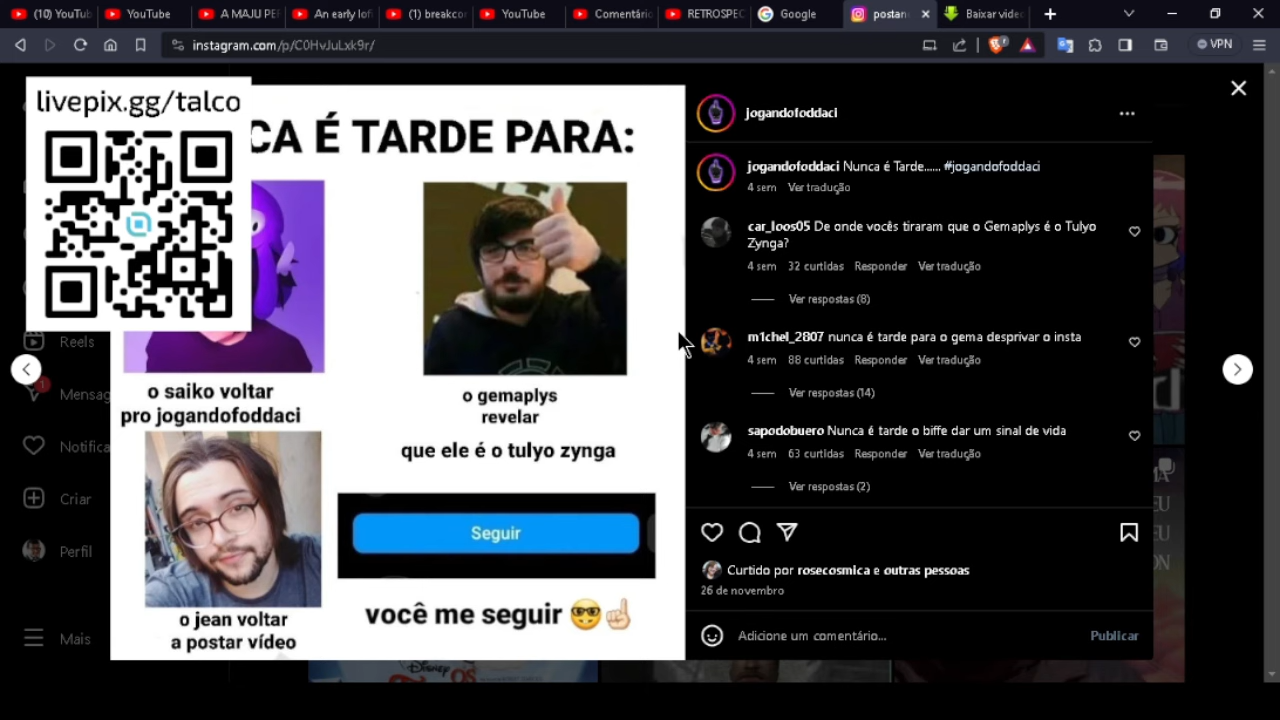 (10) YouTub
YouTube
A MAJU PE
An early lofi
(1) breakco
YouTube
Comentário
RETROSPEC
Google
postan
Baixar video
instagram.com/p/C0HvJuLxk9r/
VPN
livepix.gg/talco
CA É TARDE PARA:
o saiko voltar
pro jogandofoddaci
o gemaplys
revelar
que ele é o tulyo zynga
o jean voltar
a postar vídeo
Seguir
você me seguir 🤓☝🏻
Reels
Mensag
Notifica
Criar
Perfil
Mais
jogandofoddaci
jogandofoddaci Nunca é Tarde...... #jogandofoddaci
4 sem Ver tradução
car_loos05 De onde vocês tiraram que o Gemaplys é o Tulyo
Zynga?
4 sem 32 curtidas Responder Ver tradução
Ver respostas (8)
m1chel_2807 nunca é tarde para o gema desprivar o insta
4 sem 88 curtidas Responder Ver tradução
Ver respostas (14)
sapodobuero Nunca é tarde o biffe dar um sinal de vida
4 sem 63 curtidas Responder Ver tradução
Ver respostas (2)
Curtido por rosecosmica e outras pessoas
26 de novembro
Adicione um comentário...
Publicar
Disney